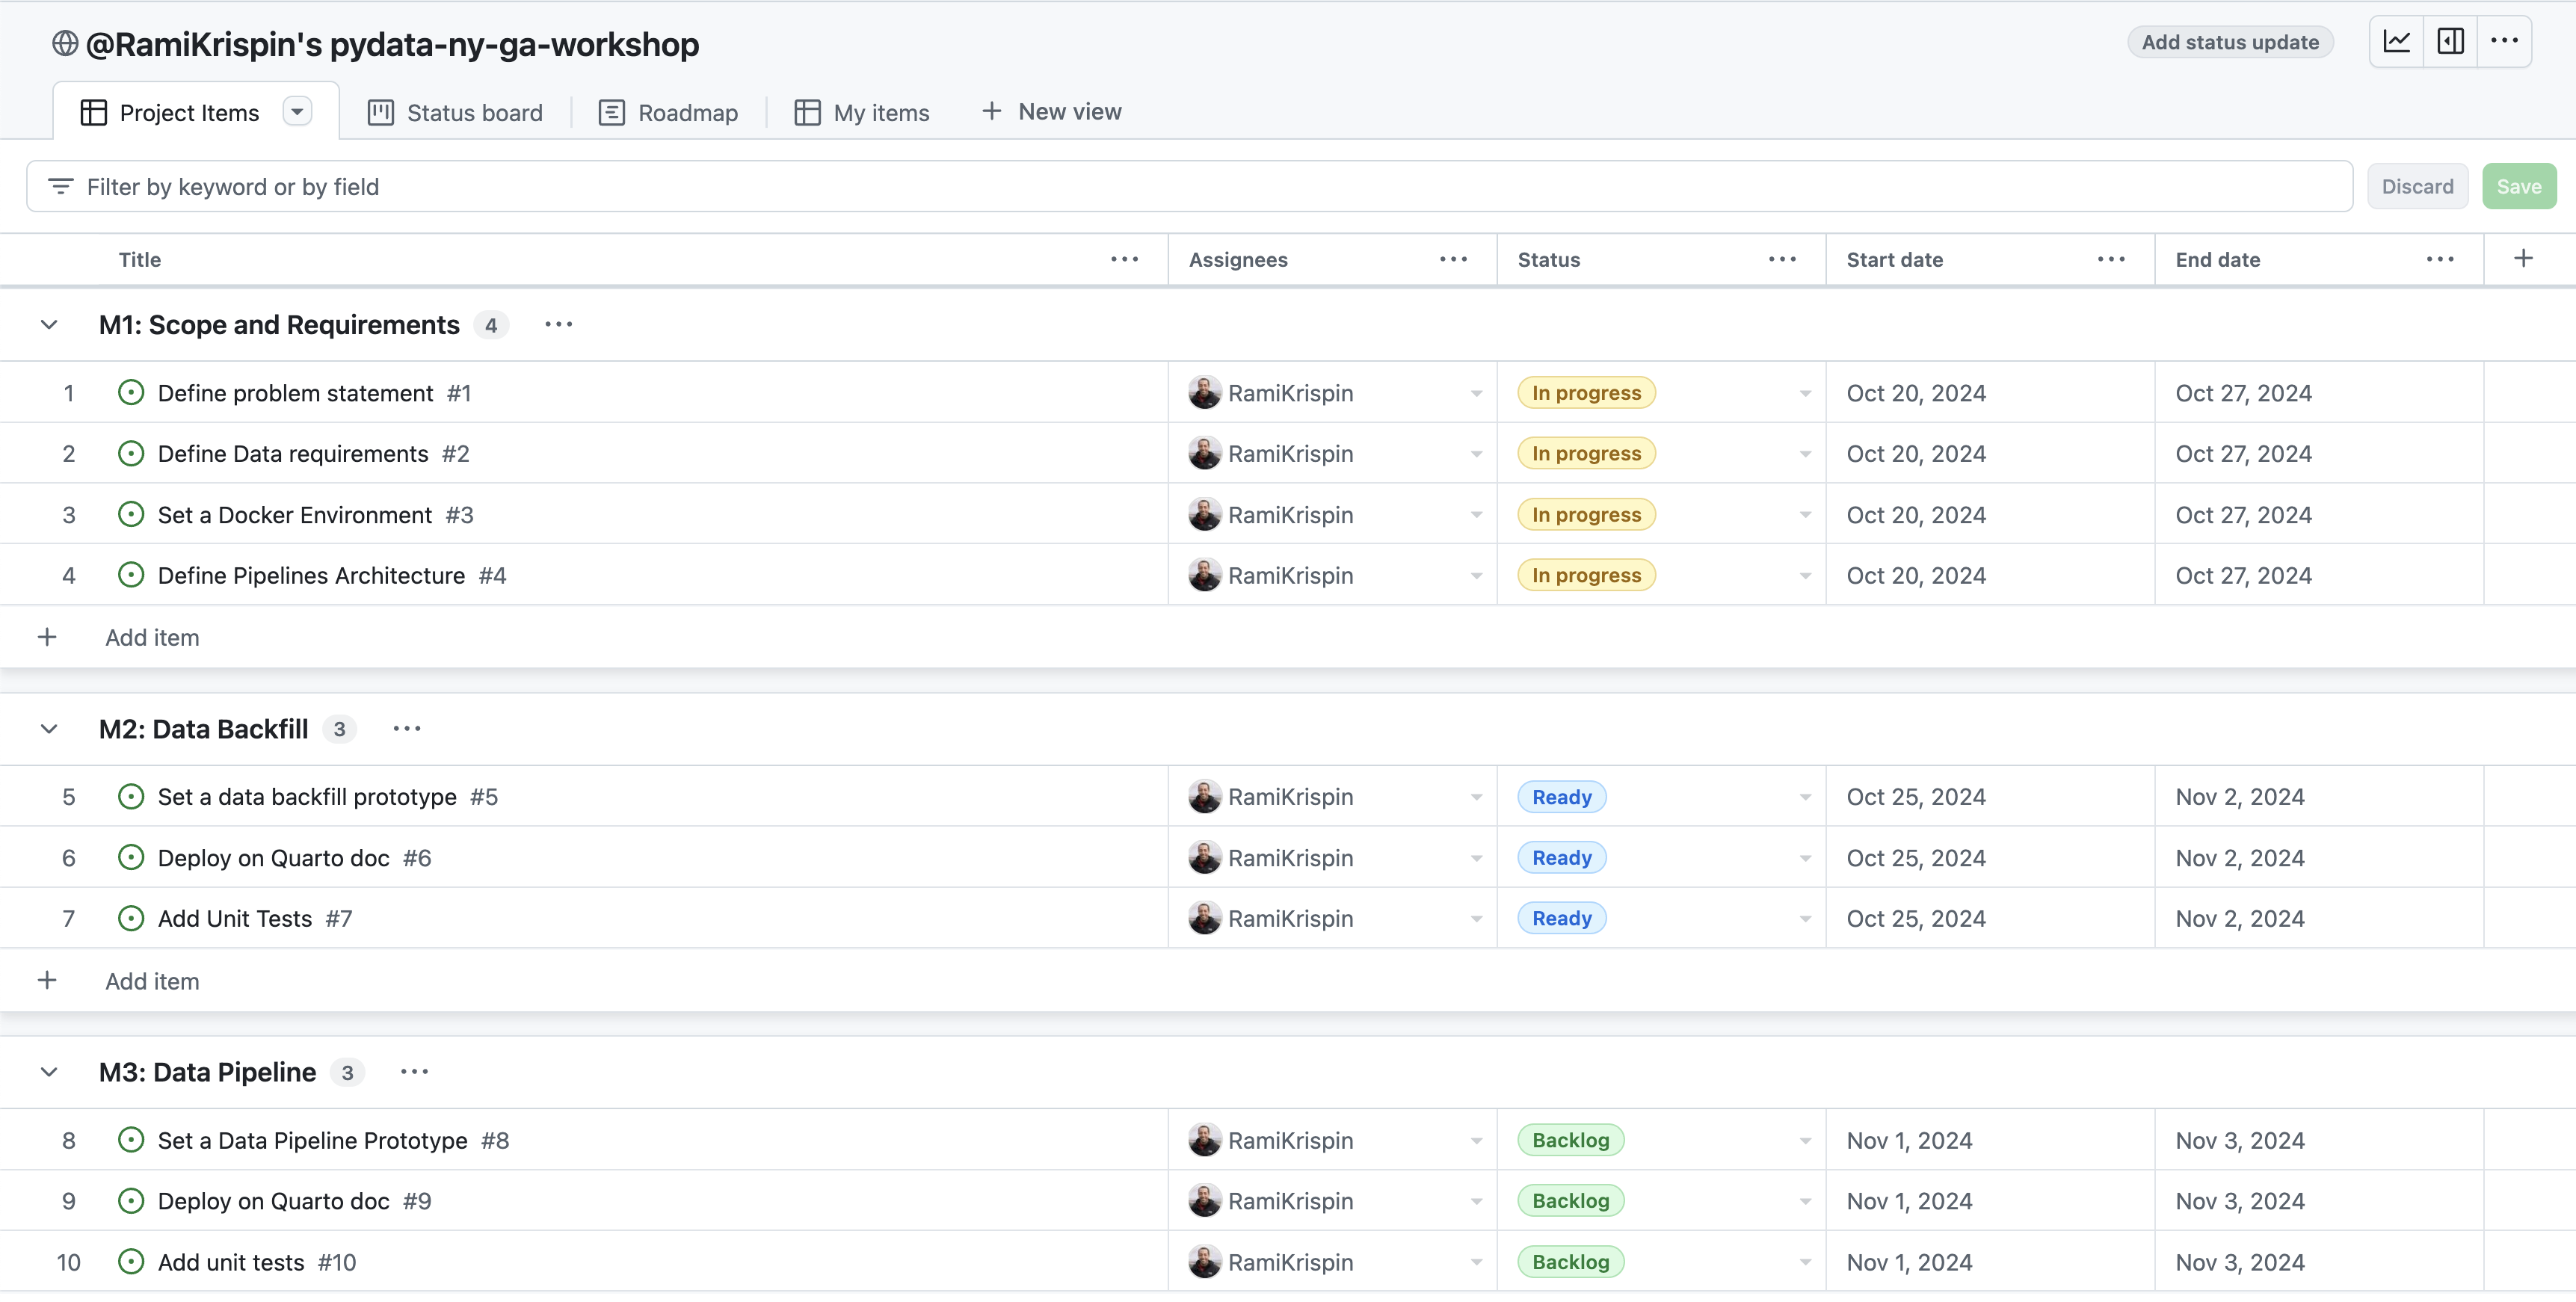 @RamiKrispin's pydata-ny-ga-workshop Add status update
Project Items Status board Roadmap My items New view
Filter by keyword or by field Discard Save
Title Assignees Status Start date End date
M1: Scope and Requirements 4
1 Define problem statement #1 RamiKrispin In progress Oct 20, 2024 Oct 27, 2024
2 Define Data requirements #2 RamiKrispin In progress Oct 20, 2024 Oct 27, 2024
3 Set a Docker Environment #3 RamiKrispin In progress Oct 20, 2024 Oct 27, 2024
4 Define Pipelines Architecture #4 RamiKrispin In progress Oct 20, 2024 Oct 27, 2024
Add item
M2: Data Backfill 3
5 Set a data backfill prototype #5 RamiKrispin Ready Oct 25, 2024 Nov 2, 2024
6 Deploy on Quarto doc #6 RamiKrispin Ready Oct 25, 2024 Nov 2, 2024
7 Add Unit Tests #7 RamiKrispin Ready Oct 25, 2024 Nov 2, 2024
Add item
M3: Data Pipeline 3
8 Set a Data Pipeline Prototype #8 RamiKrispin Backlog Nov 1, 2024 Nov 3, 2024
9 Deploy on Quarto doc #9 RamiKrispin Backlog Nov 1, 2024 Nov 3, 2024
10 Add unit tests #10 RamiKrispin Backlog Nov 1, 2024 Nov 3, 2024